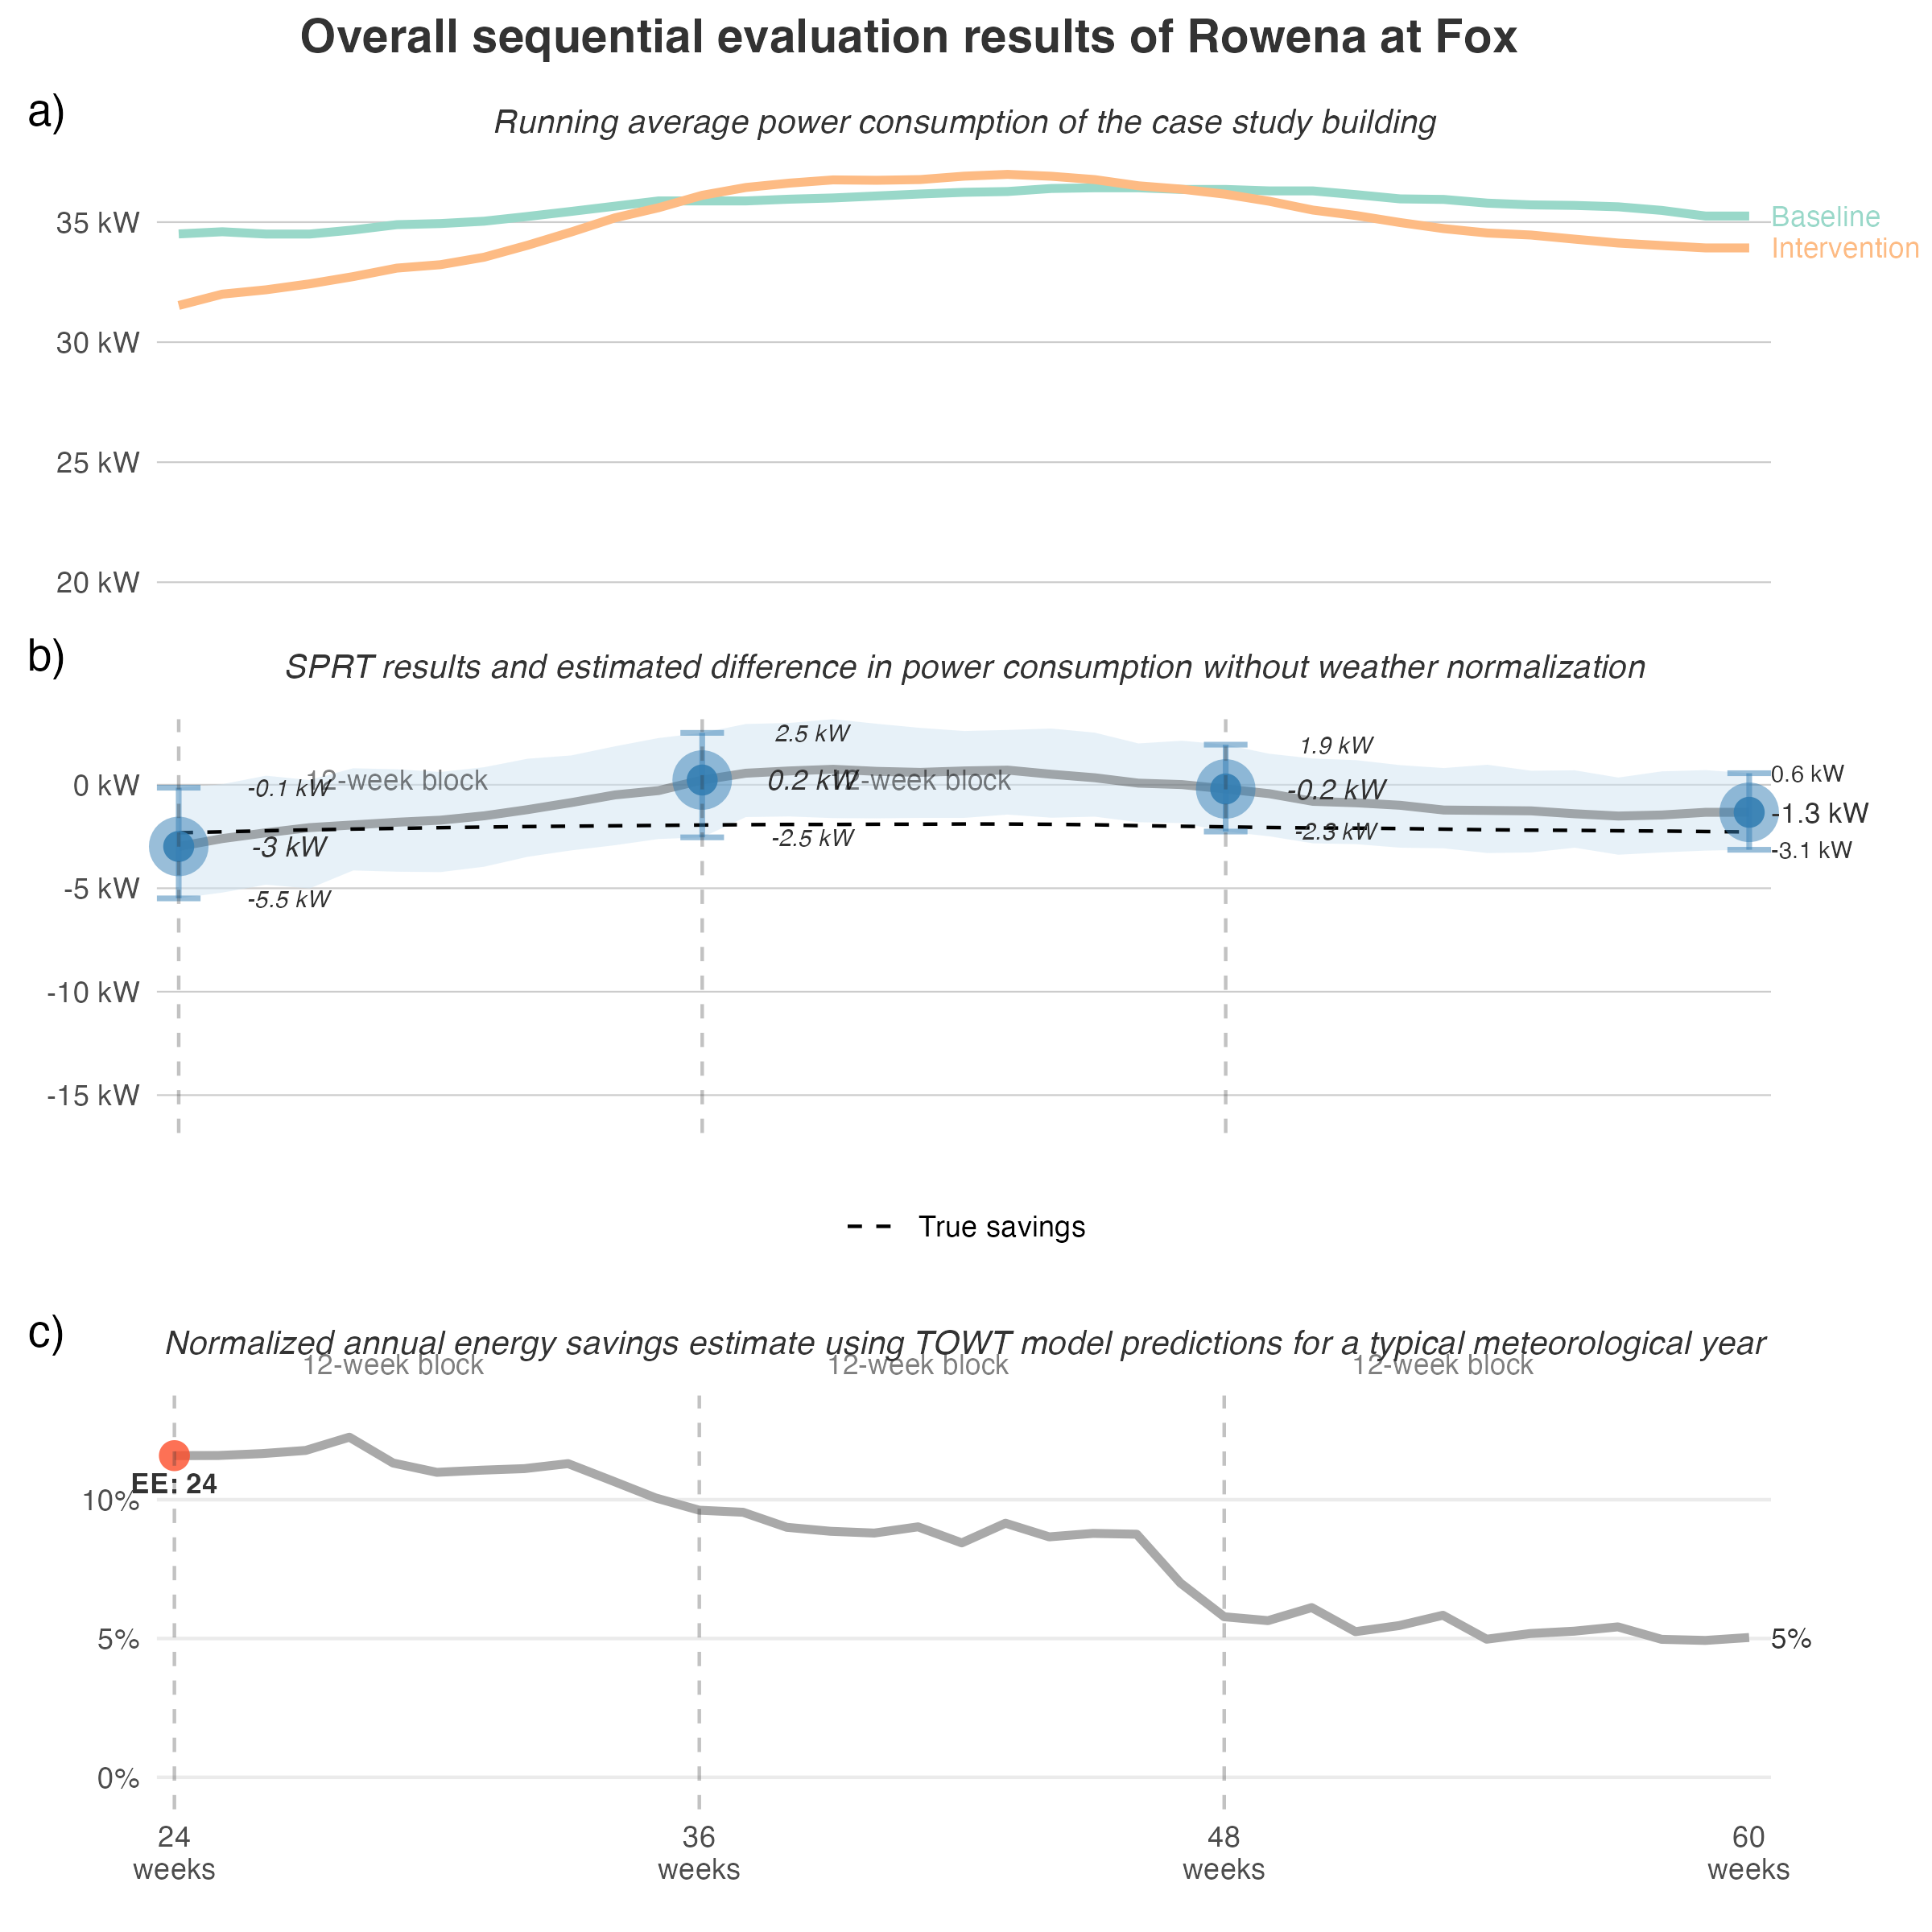 Overall sequential evaluation results of Rowena at Fox
a)
Running average power consumption of the case study building
35 kW
30 kW
25 kW
20 kW
Baseline
Intervention
b)
SPRT results and estimated difference in power consumption without weather normalization
0 kW
-5 kW
-10 kW
-15 kW
12-week block
12-week block
-0.1 kW
-3 kW
-5.5 kW
2.5 kW
0.2 kW
-2.5 kW
1.9 kW
-0.2 kW
-2.3 kW
0.6 kW
-1.3 kW
-3.1 kW
True savings
c)
Normalized annual energy savings estimate using TOWT model predictions for a typical meteorological year
12-week block
12-week block
12-week block
EE: 24
10%
5%
0%
5%
24
weeks
36
weeks
48
weeks
60
weeks